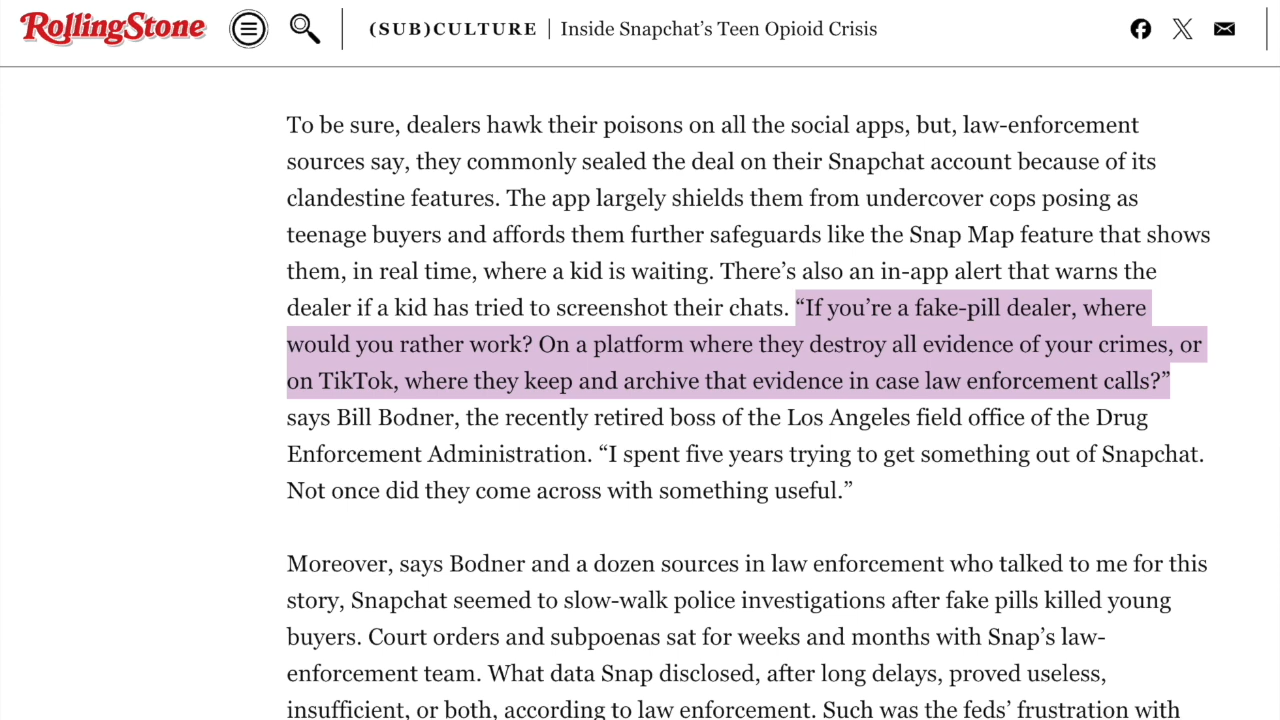 RollingStone (SUB)CULTURE | Inside Snapchat’s Teen Opioid Crisis
To be sure, dealers hawk their poisons on all the social apps, but, law-enforcement
sources say, they commonly sealed the deal on their Snapchat account because of its
clandestine features. The app largely shields them from undercover cops posing as
teenage buyers and affords them further safeguards like the Snap Map feature that shows
them, in real time, where a kid is waiting. There’s also an in-app alert that warns the
dealer if a kid has tried to screenshot their chats. “If you’re a fake-pill dealer, where
would you rather work? On a platform where they destroy all evidence of your crimes, or
on TikTok, where they keep and archive that evidence in case law enforcement calls?”
says Bill Bodner, the recently retired boss of the Los Angeles field office of the Drug
Enforcement Administration. “I spent five years trying to get something out of Snapchat.
Not once did they come across with something useful.”
Moreover, says Bodner and a dozen sources in law enforcement who talked to me for this
story, Snapchat seemed to slow-walk police investigations after fake pills killed young
buyers. Court orders and subpoenas sat for weeks and months with Snap’s law-
enforcement team. What data Snap disclosed, after long delays, proved useless,
insufficient, or both, according to law enforcement. Such was the feds’ frustration with